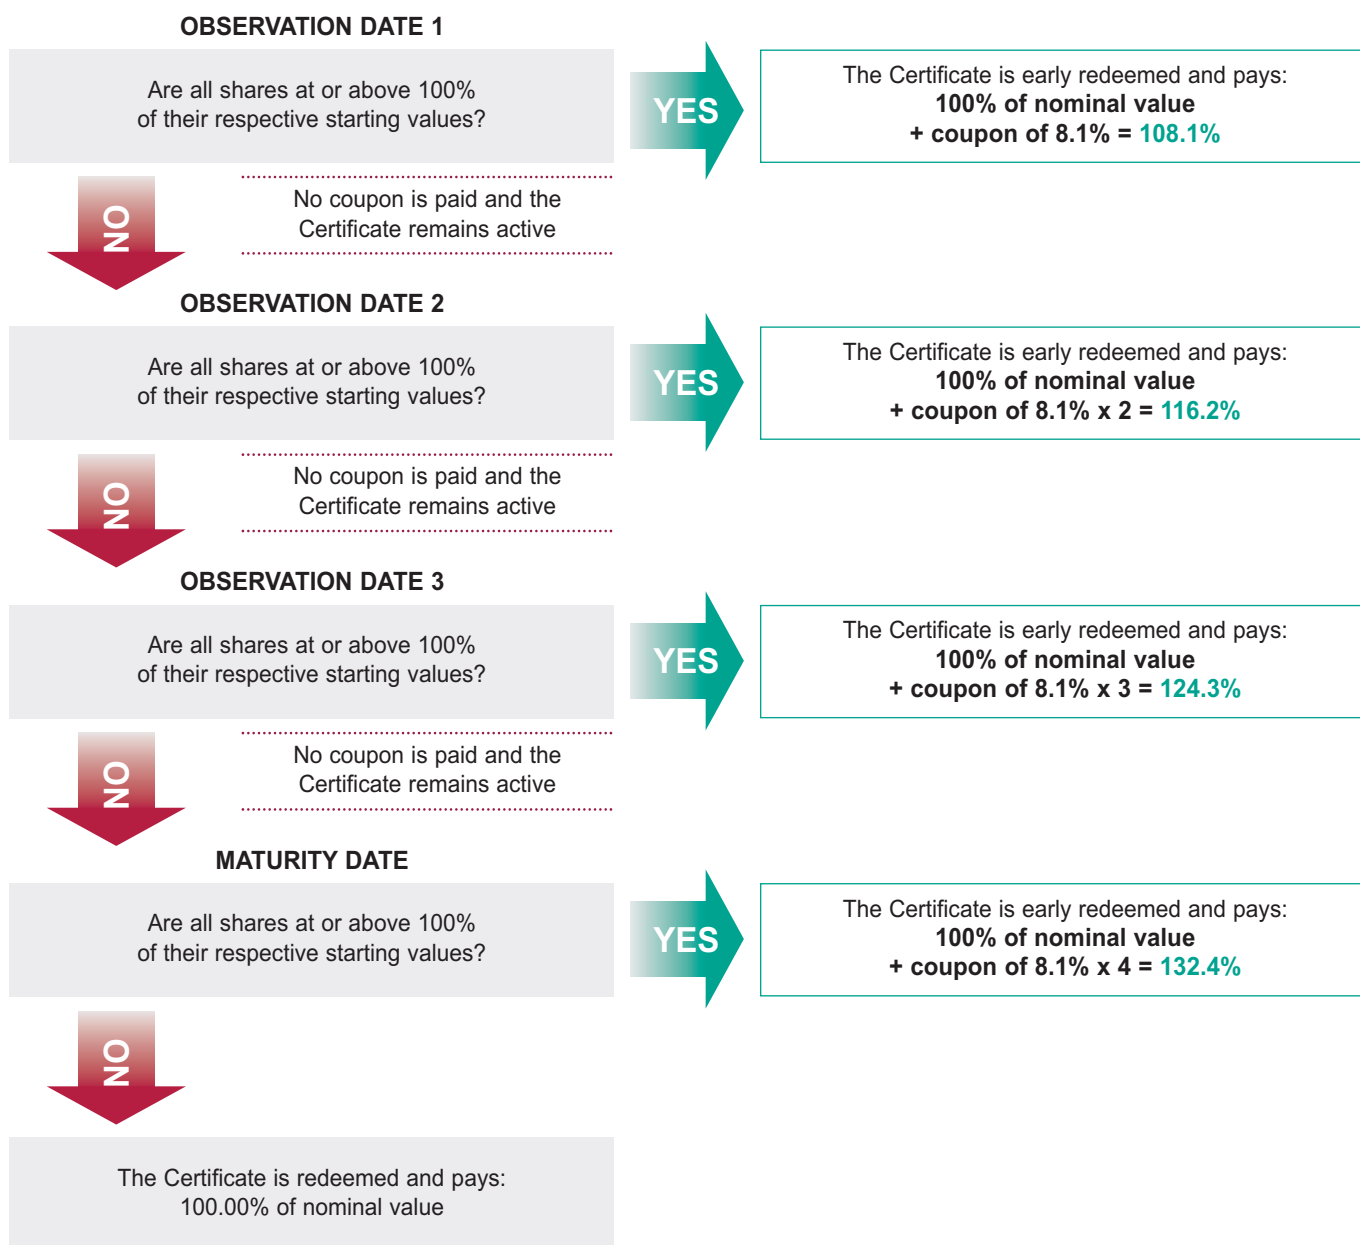 OBSERVATION DATE 1
Are all shares at or above 100%
of their respective starting values?
YES
The Certificate is early redeemed and pays:
100% of nominal value
+ coupon of 8.1% = 108.1%
NO
No coupon is paid and the
Certificate remains active
OBSERVATION DATE 2
Are all shares at or above 100%
of their respective starting values?
YES
The Certificate is early redeemed and pays:
100% of nominal value
+ coupon of 8.1% x 2 = 116.2%
NO
No coupon is paid and the
Certificate remains active
OBSERVATION DATE 3
Are all shares at or above 100%
of their respective starting values?
YES
The Certificate is early redeemed and pays:
100% of nominal value
+ coupon of 8.1% x 3 = 124.3%
NO
No coupon is paid and the
Certificate remains active
MATURITY DATE
Are all shares at or above 100%
of their respective starting values?
YES
The Certificate is early redeemed and pays:
100% of nominal value
+ coupon of 8.1% x 4 = 132.4%
NO
The Certificate is redeemed and pays:
100.00% of nominal value